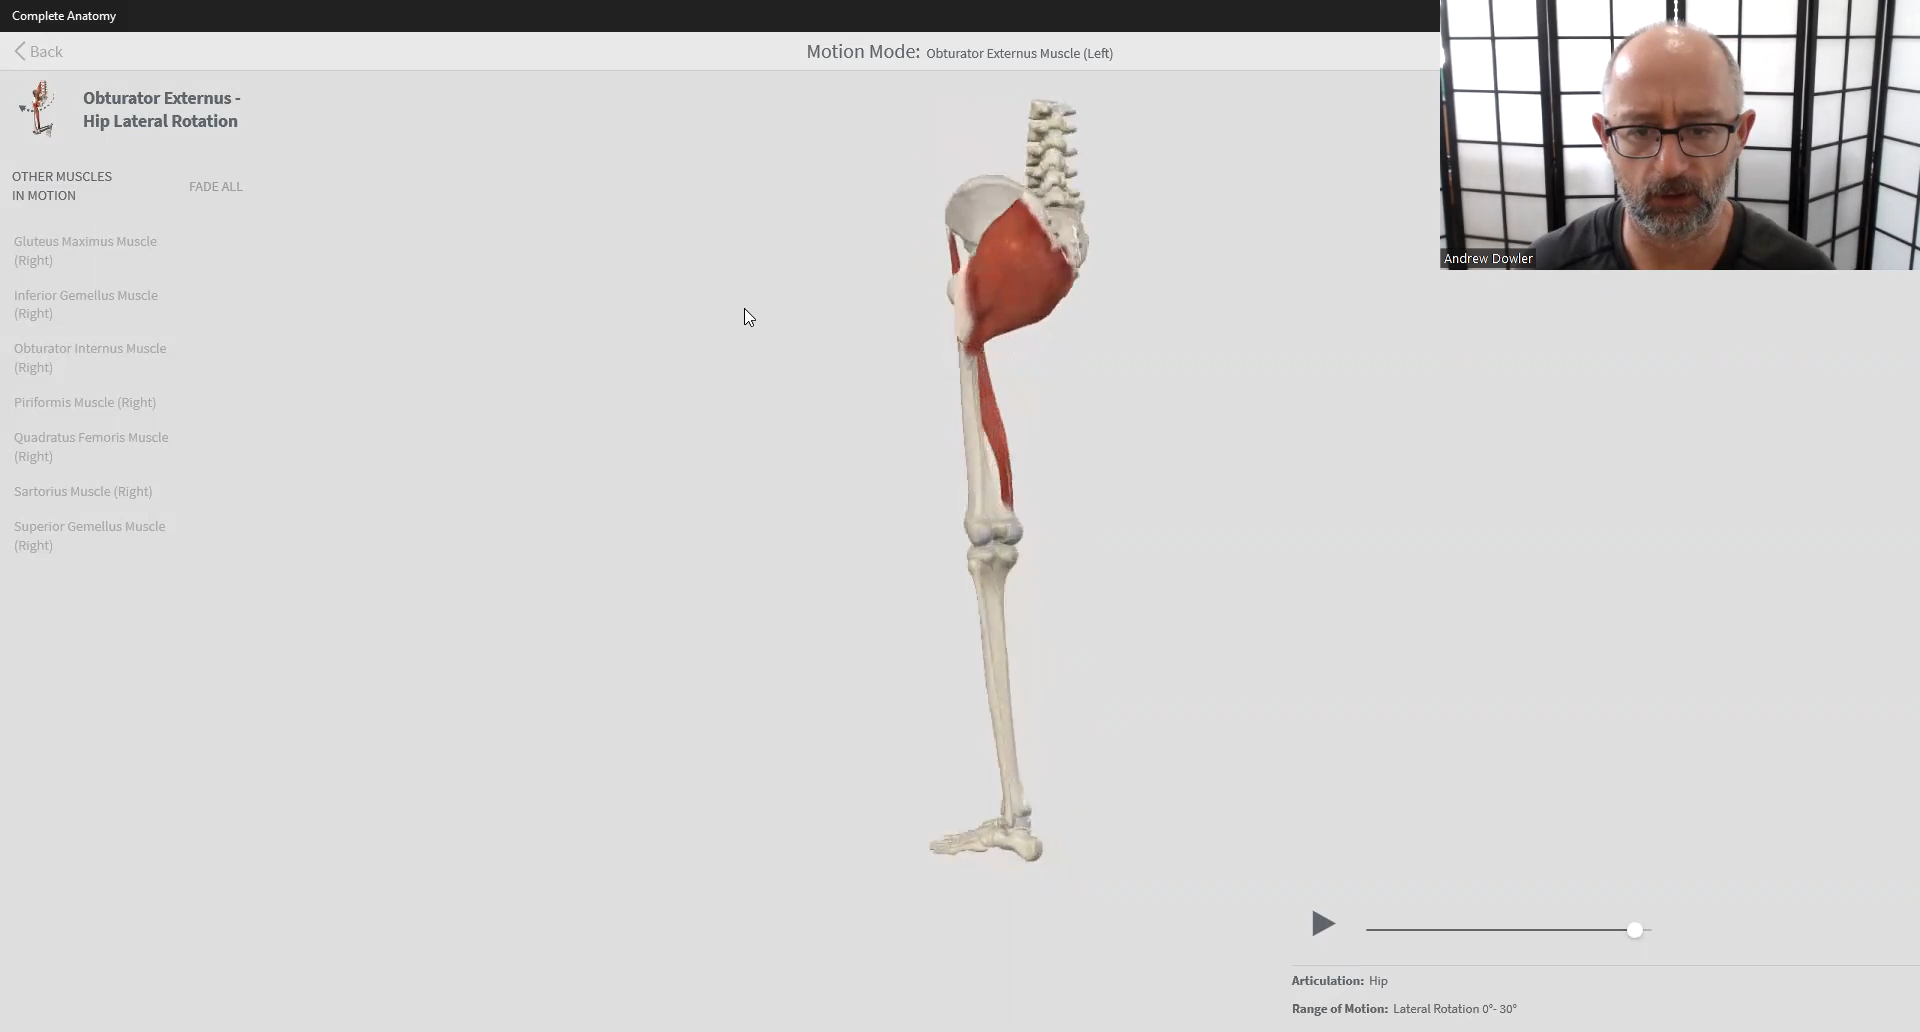 Complete Anatomy
Back
Motion Mode: Obturator Externus Muscle (Left)
Obturator Externus -
Hip Lateral Rotation
OTHER MUSCLES
IN MOTION
FADE ALL
Gluteus Maximus Muscle
(Right)
Inferior Gemellus Muscle
(Right)
Obturator Internus Muscle
(Right)
Piriformis Muscle (Right)
Quadratus Femoris Muscle
(Right)
Sartorius Muscle (Right)
Superior Gemellus Muscle
(Right)
Andrew Dowler
Articulation: Hip
Range of Motion: Lateral Rotation 0°- 30°